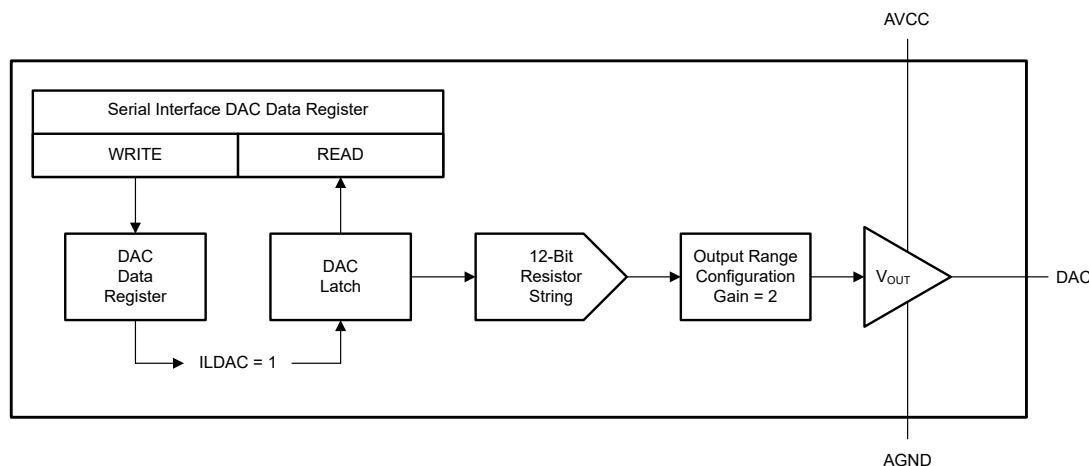 AVCC
Serial Interface DAC Data Register
WRITE
READ
DAC
Data
Register
DAC
Latch
12-Bit
Resistor
String
Output Range
Configuration
Gain = 2
VOUT
DAC
ILDAC = 1
AGND